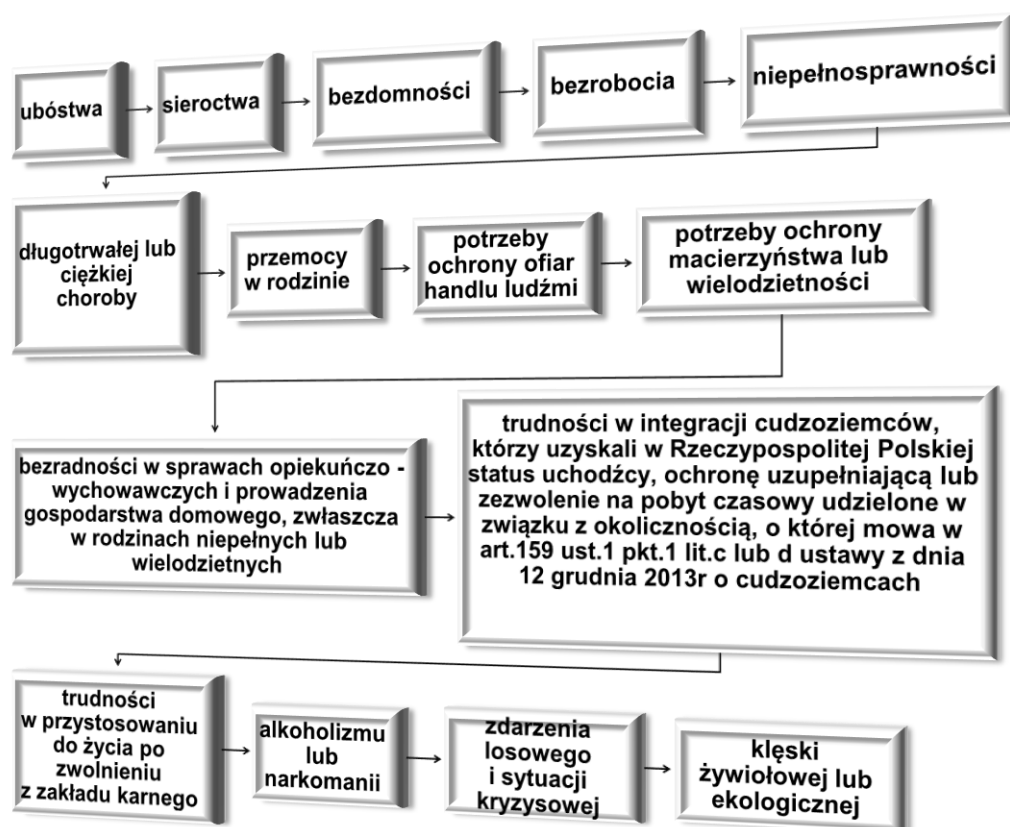 ubóstwa
sieroctwa
bezdomności
bezrobocia
niepełnosprawności
długotrwałej lub
ciężkiej
choroby
przemocy
w rodzinie
potrzeby
ochrony ofiar
handlu ludźmi
potrzeby ochrony
macierzyństwa lub
wielodzietności
bezradności w sprawach opiekuńczo -
wychowawczych i prowadzenia
gospodarstwa domowego, zwłaszcza
w rodzinach niepełnych lub
wielodzietnych
trudności w integracji cudzoziemców,
którzy uzyskali w Rzeczypospolitej Polskiej
status uchodźcy, ochronę uzupełniającą lub
zezwolenie na pobyt czasowy udzielone w
związku z okolicznością, o której mowa w
art.159 ust.1 pkt.1 lit.c lub d ustawy z dnia
12 grudnia 2013r o cudzoziemcach
trudności
w przystosowaniu
do życia po
zwolnieniu
z zakładu karnego
alkoholizmu
lub
narkomanii
zdarzenia
losowego
i sytuacji
kryzysowej
klęski
żywiołowej lub
ekologicznej